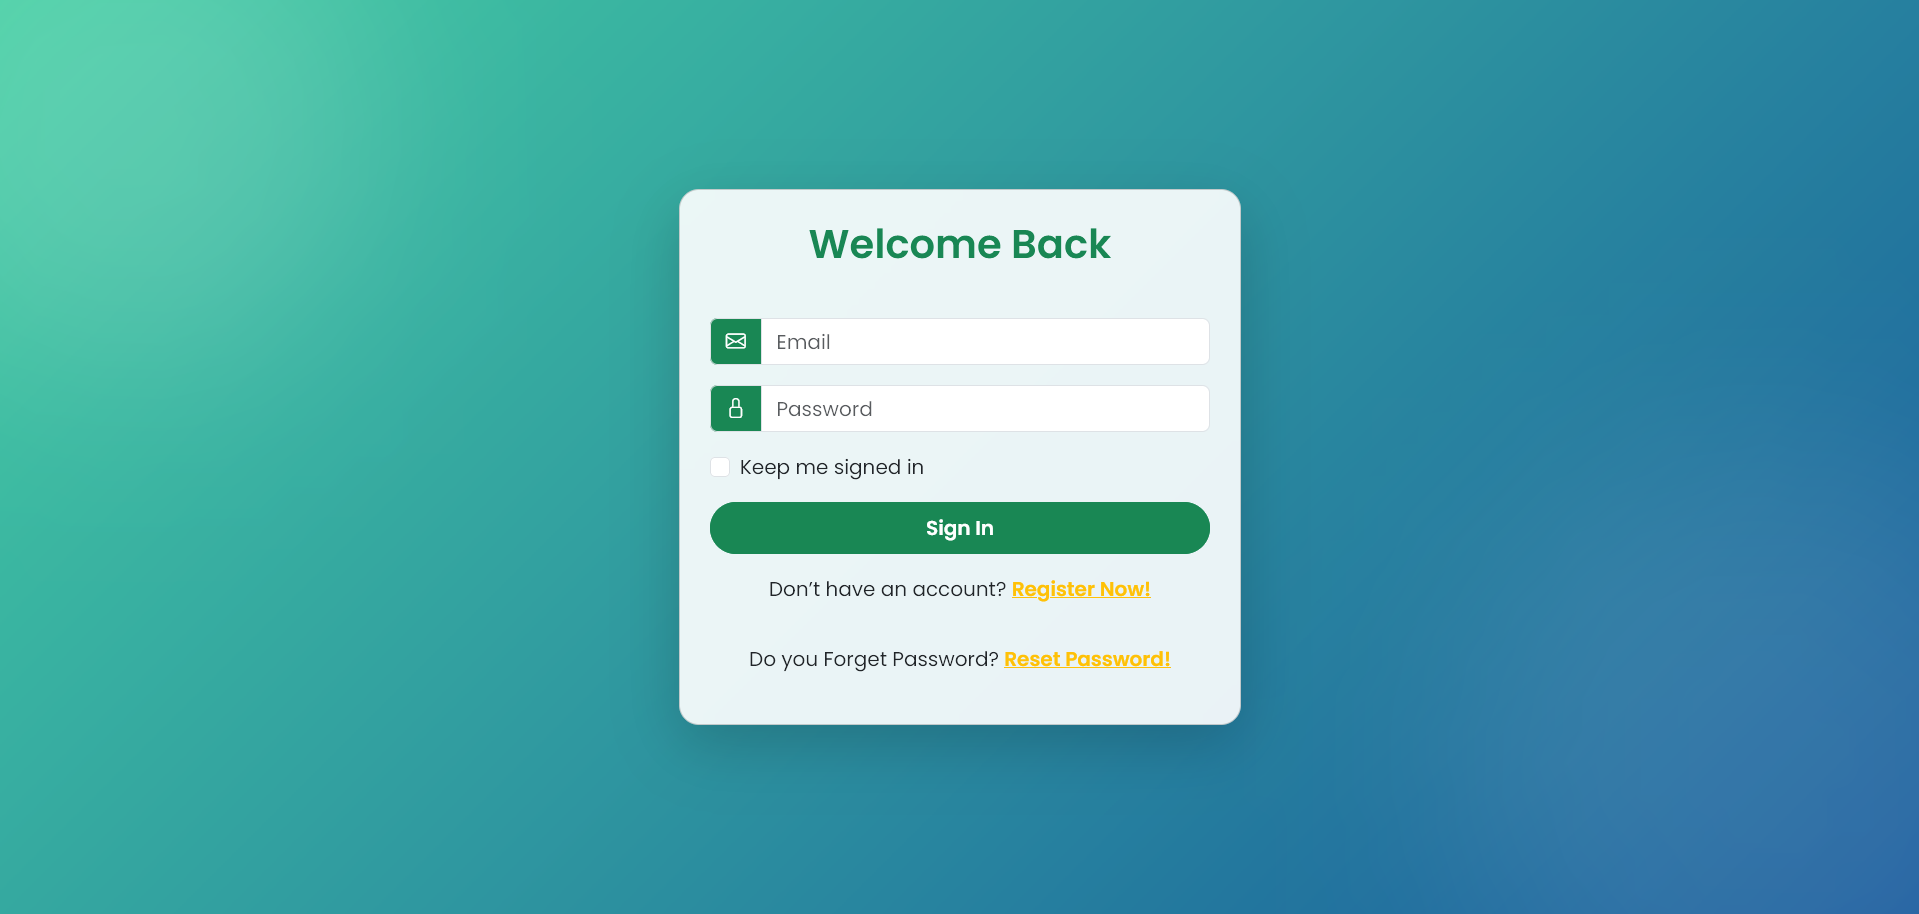 Welcome Back
Email
Password
Keep me signed in
Sign In
Don’t have an account? Register Now!
Do you Forget Password? Reset Password!